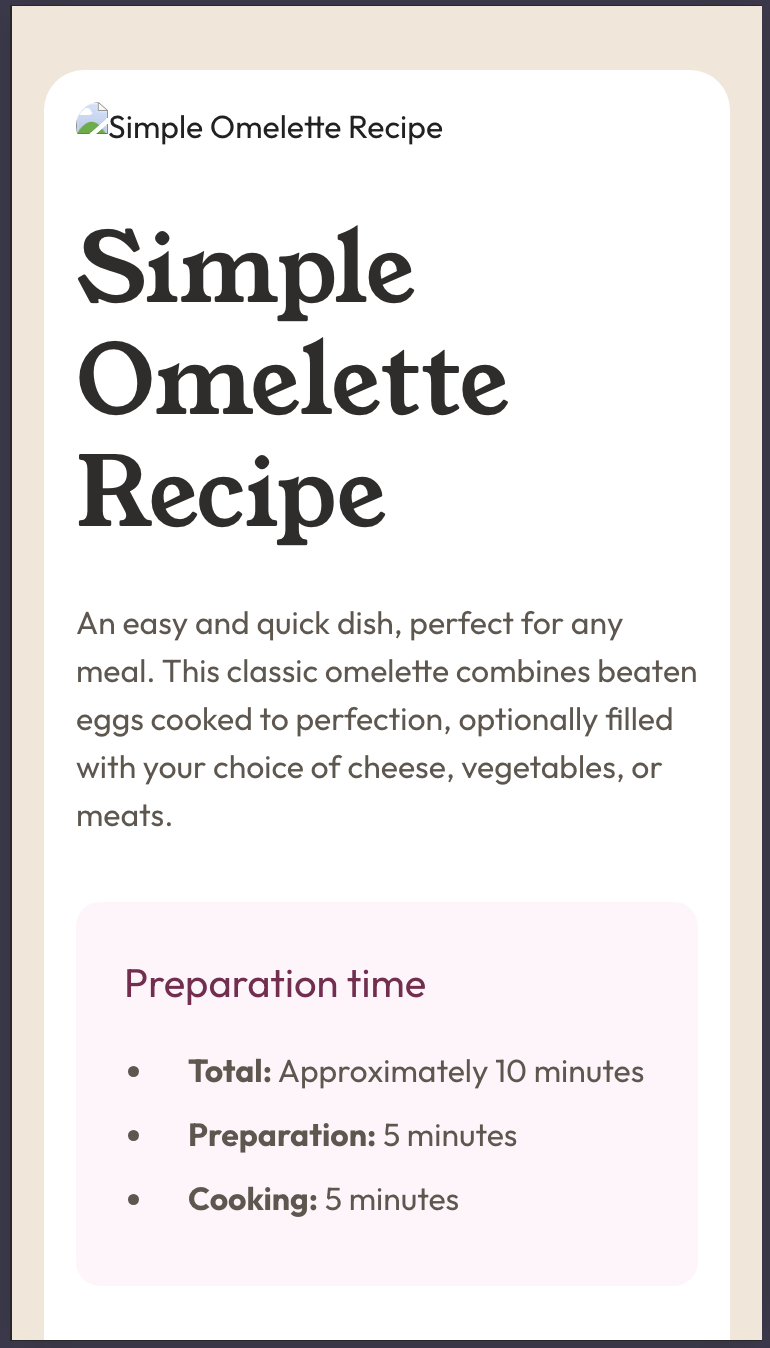 Simple Omelette Recipe
Simple
Omelette
Recipe
An easy and quick dish, perfect for any
meal. This classic omelette combines beaten
eggs cooked to perfection, optionally filled
with your choice of cheese, vegetables, or
meats.
Preparation time
• Total: Approximately 10 minutes
• Preparation: 5 minutes
• Cooking: 5 minutes